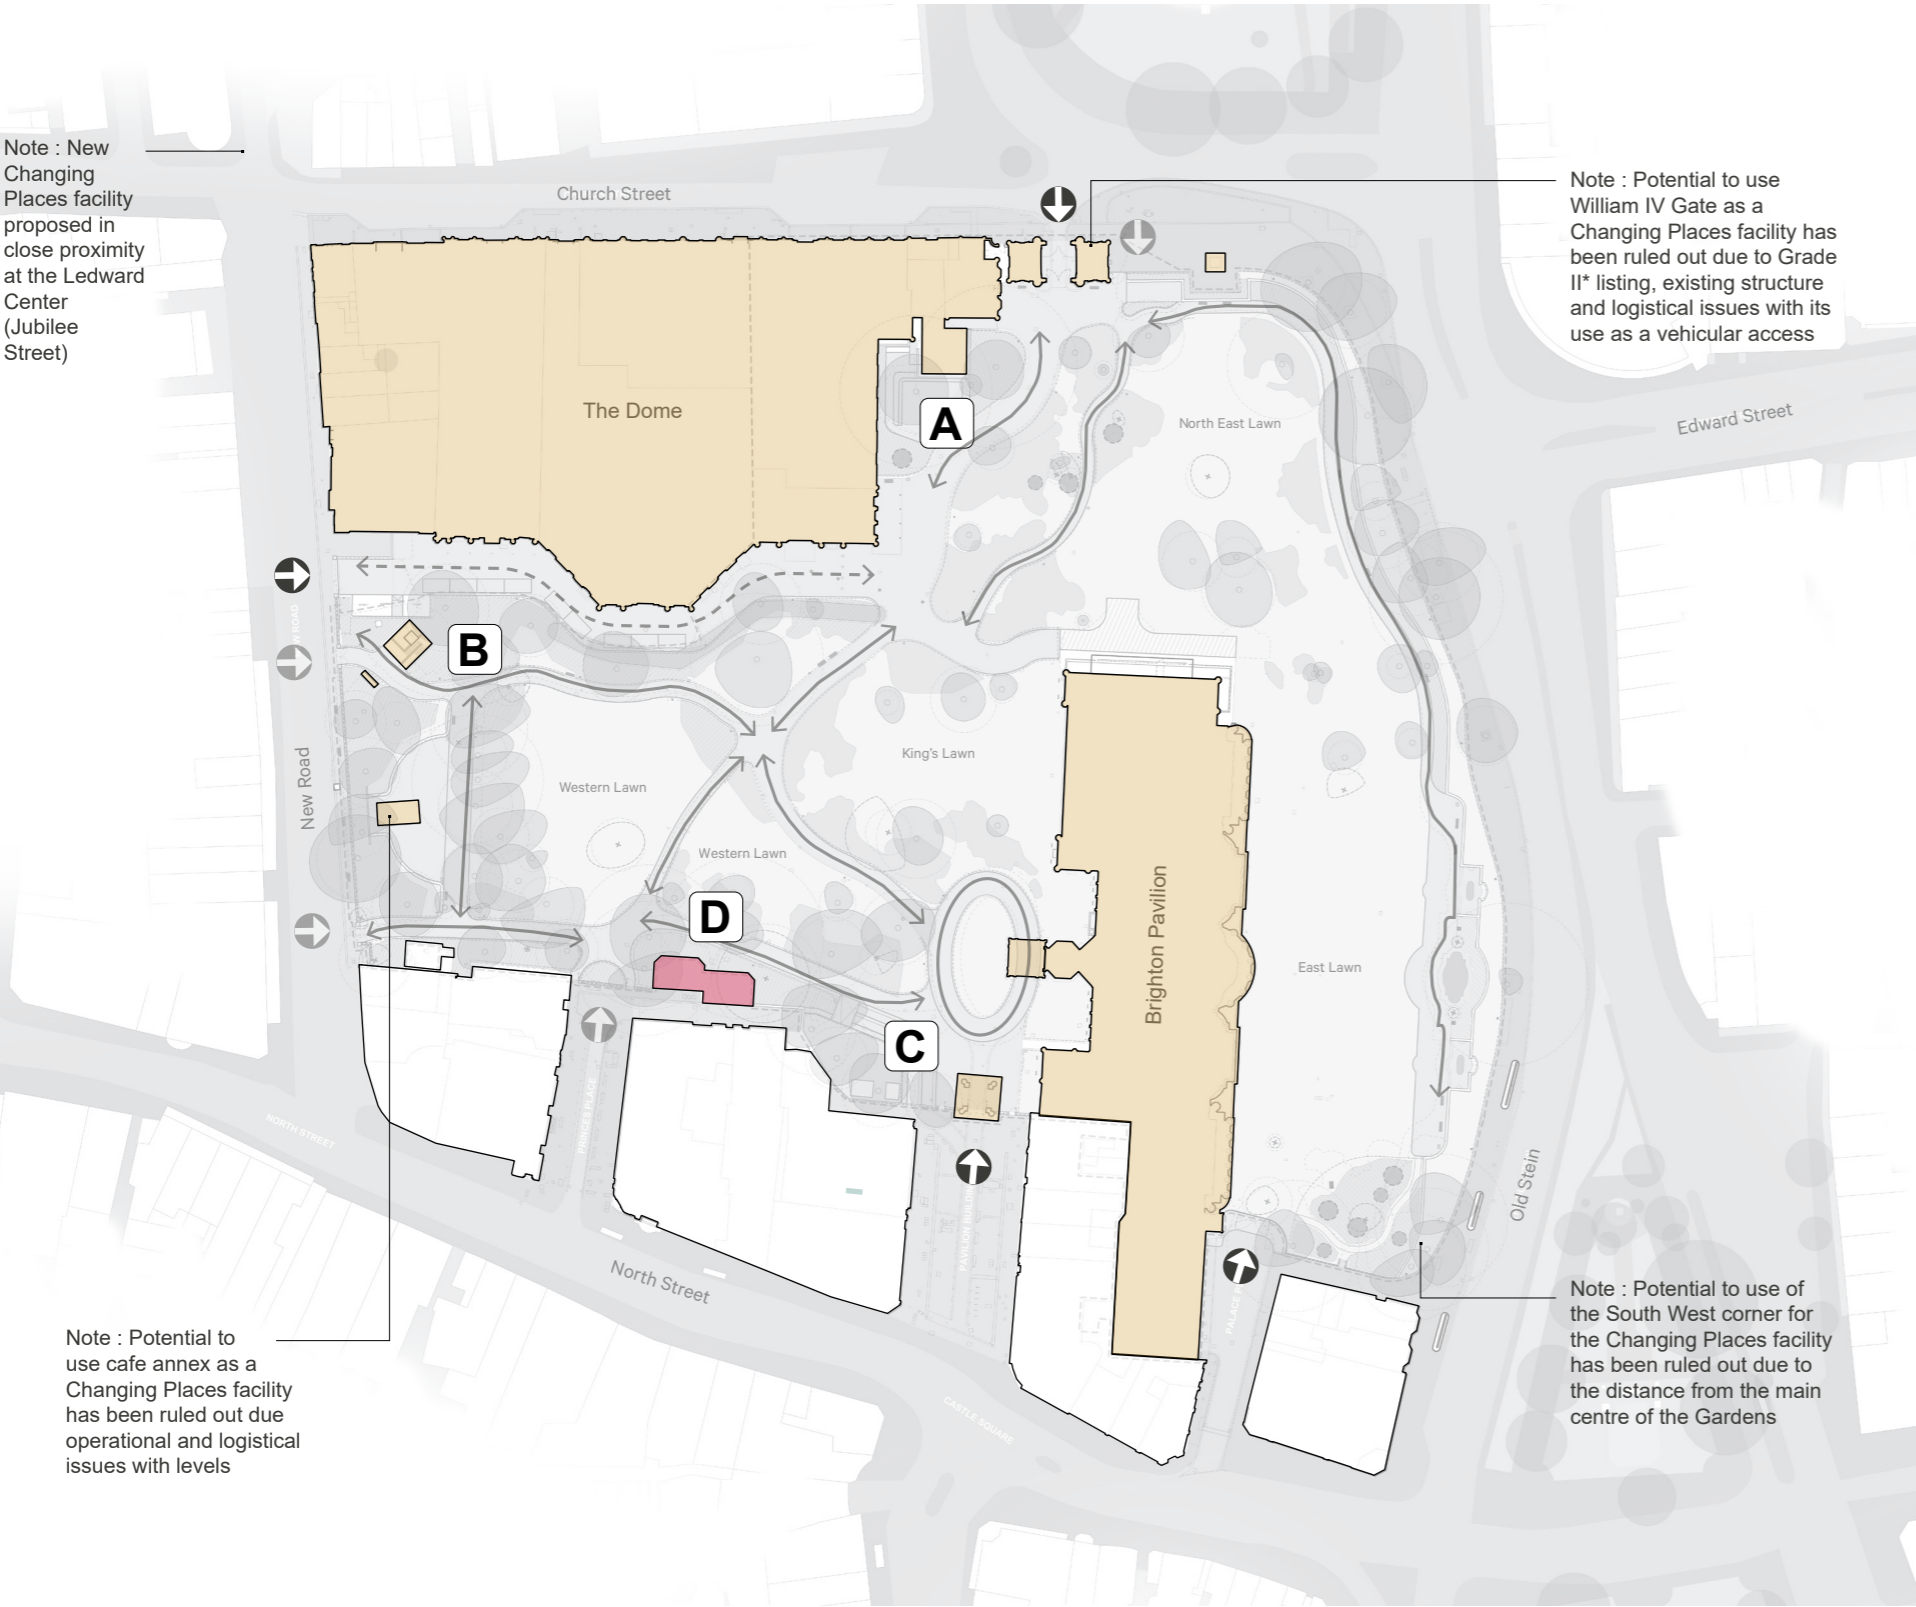 Note : New
Changing
Places facility
proposed in
close proximity
at the Ledward
Center
(Jubilee
Street)
Church Street
Note : Potential to use
William IV Gate as a
Changing Places facility has
been ruled out due to Grade
II* listing, existing structure
and logistical issues with its
use as a vehicular access
The Dome
A
North East Lawn
Edward Street
B
New Road
King's Lawn
Western Lawn
Western Lawn
D
Brighton Pavilion
East Lawn
C
NORTH STREET
PRINCES PLACE
Old Stein
North Street
CASTLE SQUARE
Note : Potential to
use cafe annex as a
Changing Places facility
has been ruled out due
operational and logistical
issues with levels
Note : Potential to use of
the South West corner for
the Changing Places facility
has been ruled out due to
the distance from the main
centre of the Gardens